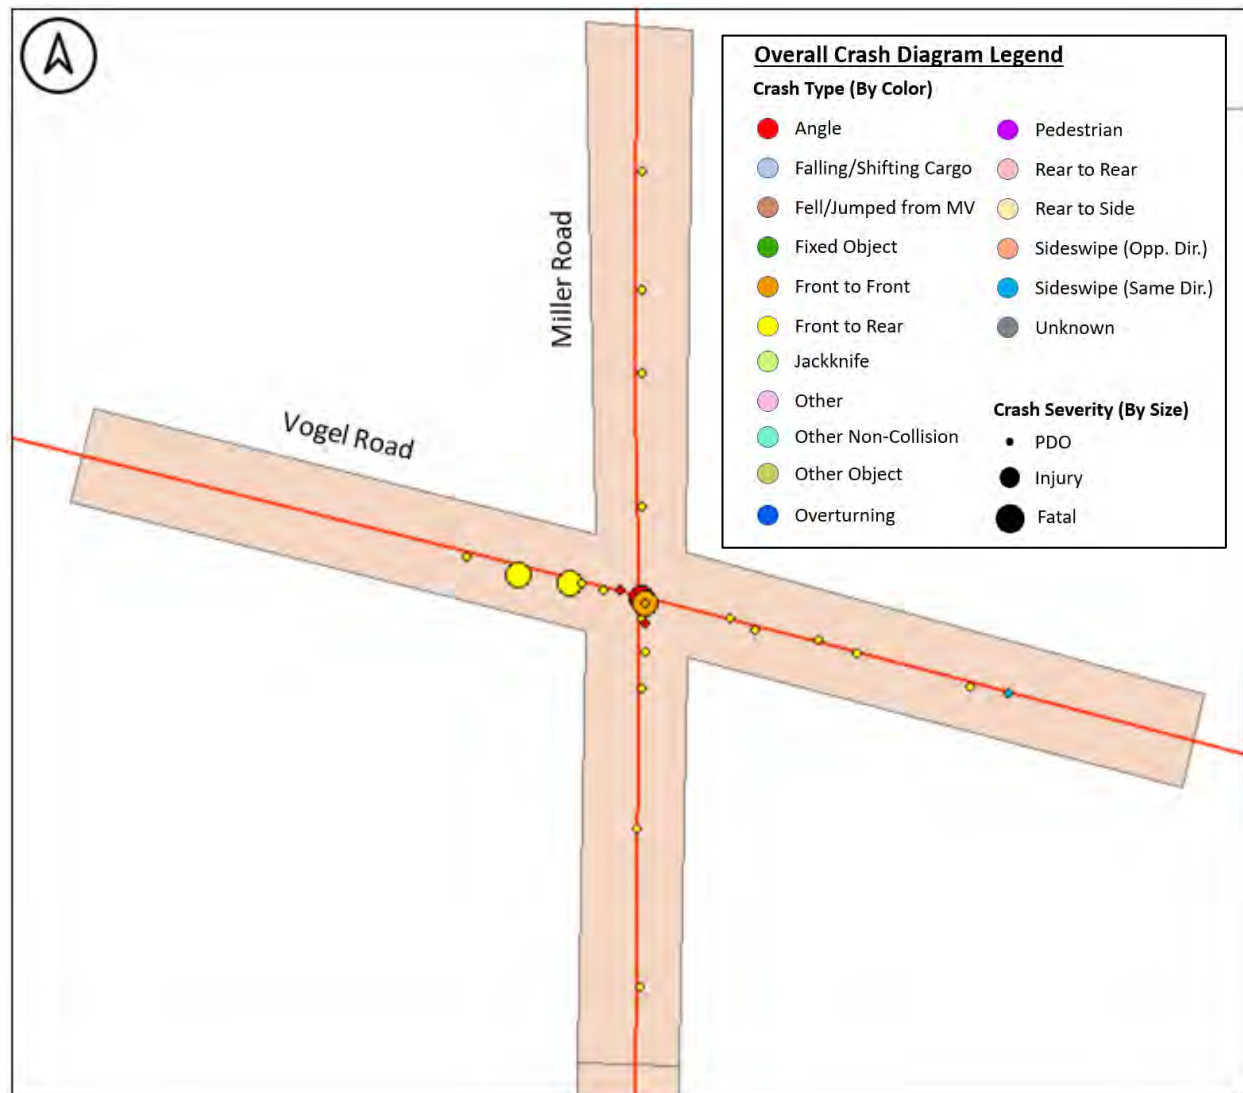 Overall Crash Diagram Legend
Crash Type (By Color)
Angle
Falling/Shifting Cargo
Fell/Jumped from MV
Fixed Object
Front to Front
Front to Rear
Jackknife
Other
Other Non-Collision
Other Object
Overturning
Pedestrian
Rear to Rear
Rear to Side
Sideswipe (Opp. Dir.)
Sideswipe (Same Dir.)
Unknown
Crash Severity (By Size)
PDO
Injury
Fatal
Miller Road
Vogel Road